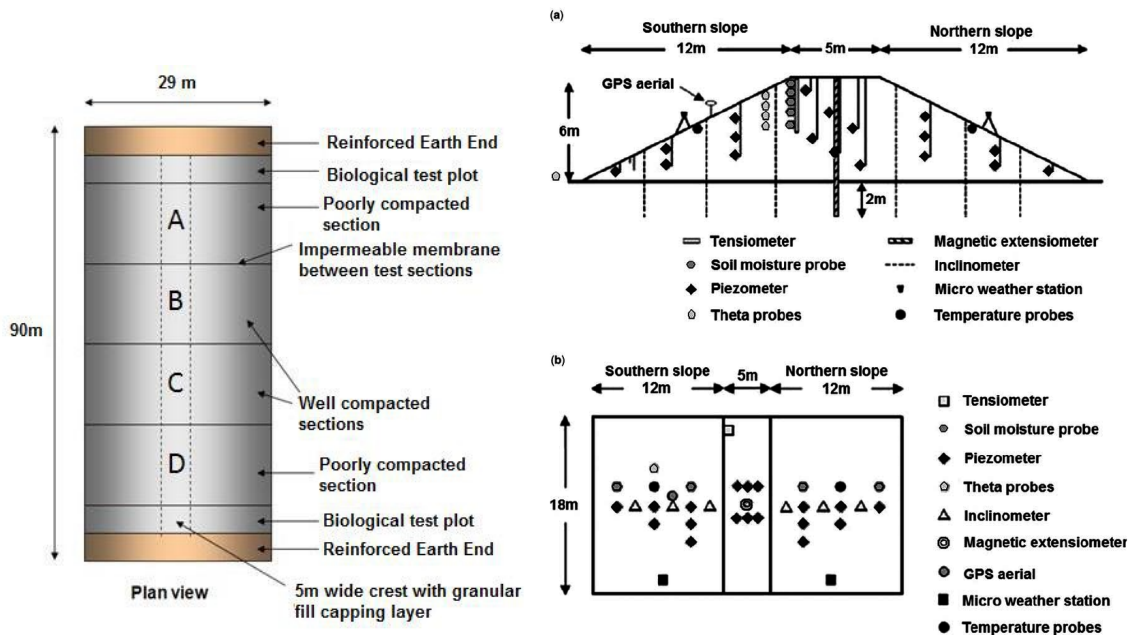 29 m
90m
Reinforced Earth End
Biological test plot
Poorly compacted
section
Impermeable membrane
between test sections
Well compacted
sections
Poorly compacted
section
Biological test plot
Reinforced Earth End
5m wide crest with granular
fill capping layer
A
B
C
D
Plan view
(a)
Southern slope
Northern slope
12m
5m
12m
GPS aerial
6m
2m
Tensiometer
Soil moisture probe
Piezometer
Theta probes
Magnetic extensiometer
Inclinometer
Micro weather station
Temperature probes
(b)
Southern slope
5m
Northern slope
12m
12m
18m
Tensiometer
Soil moisture probe
Piezometer
Theta probes
Inclinometer
Magnetic extensiometer
GPS aerial
Micro weather station
Temperature probes